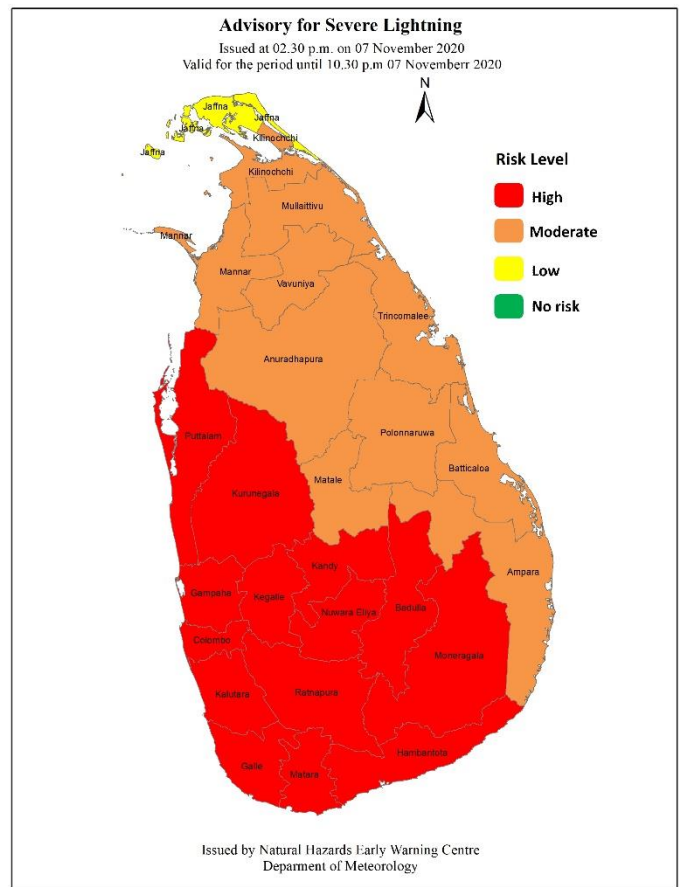 Advisory for Severe Lightning
Issued at 02.30 p.m. on 07 November 2020
Valid for the period until 10.30 p.m 07 Novemberr 2020
N
Jaffna
Jaffna
Jaffna
Kilinochchi
Jaffna
Kilinochchi
Risk Level
High
Moderate
Low
No risk
Mullaittivu
Mannar
Mannar
Vavuniya
Trincomalee
Anuradhapura
Puttalam
Polonnaruwa
Batticaloa
Matale
Kurunegale
Kandy
Ampara
Gampaha
Kegalle
Nuwara Eliya
Badulla
Colombo
Moneragala
Kalutara
Ratnapura
Hambantota
Galle
Matara
Issued by Natural Hazards Early Warning Centre
Deparment of Meteorology